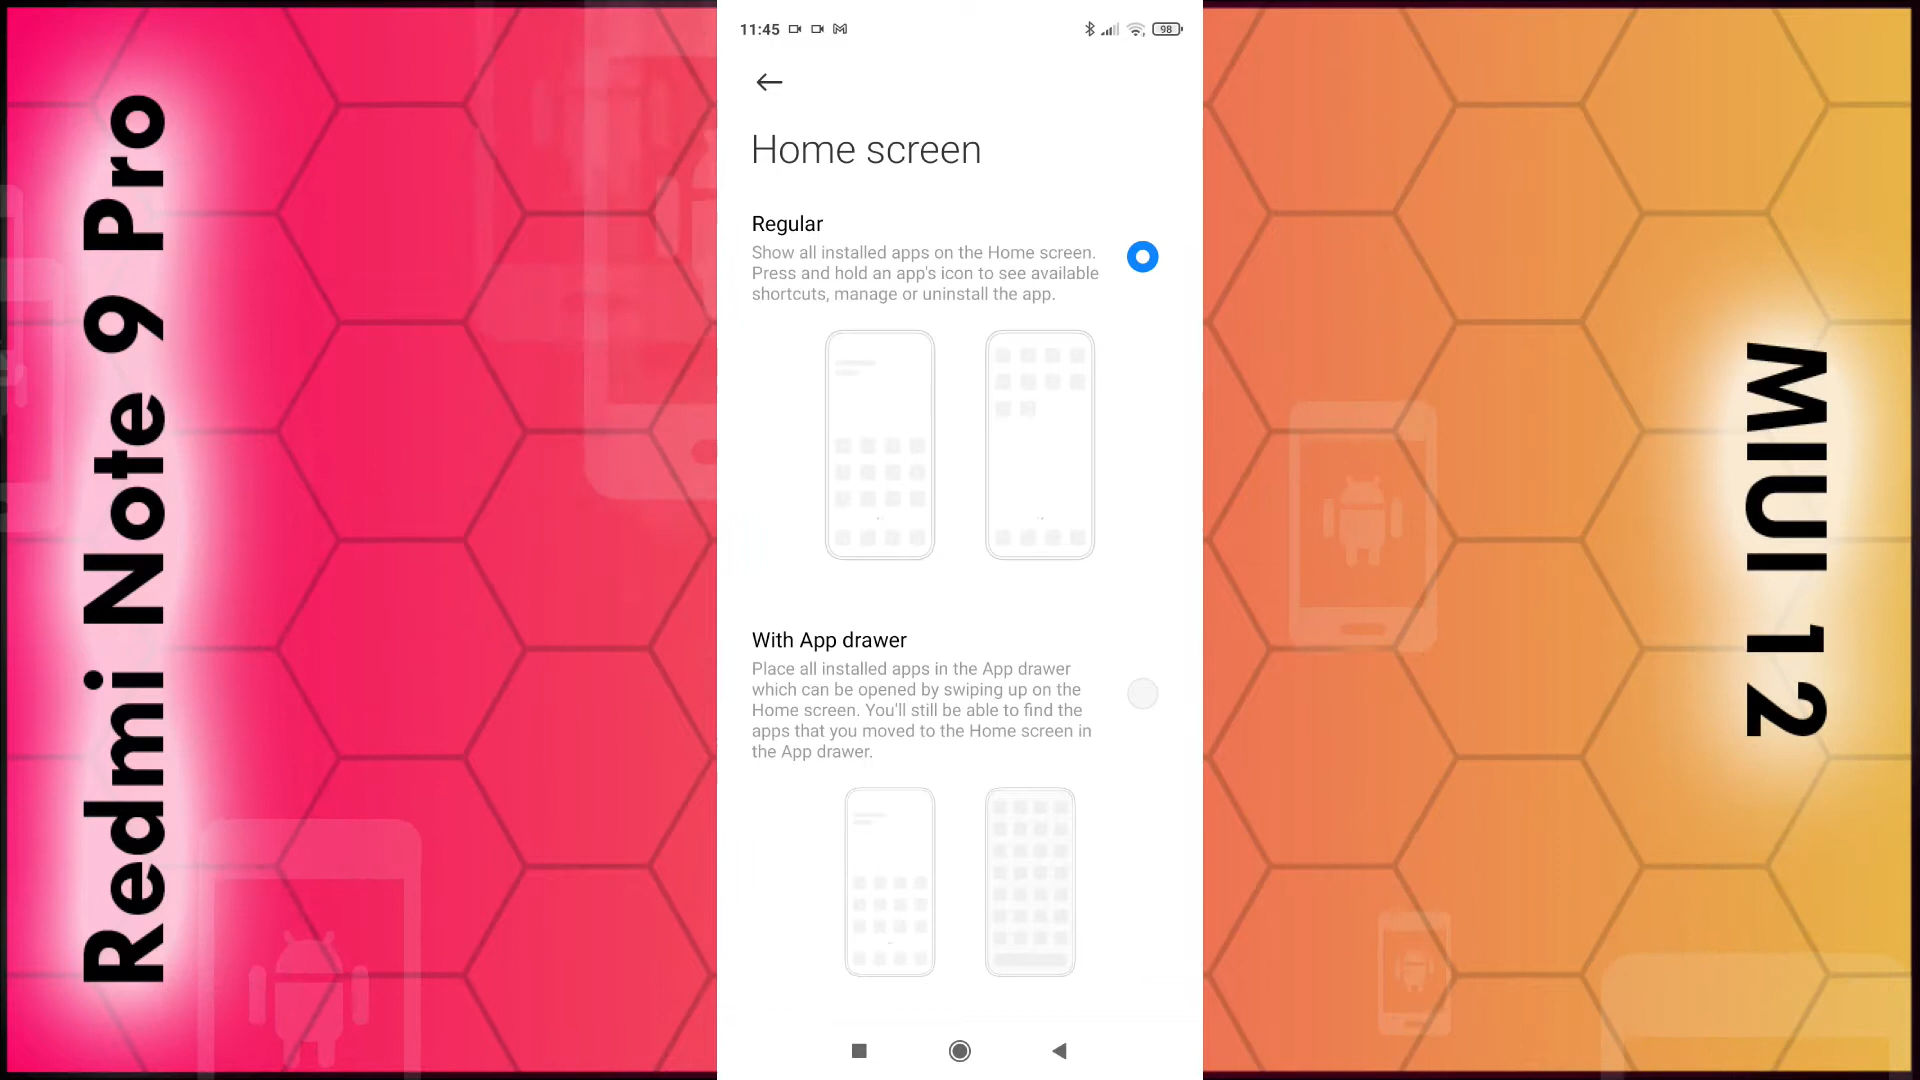 Redmi Note 9 Pro
11:45
98
Home screen
Regular
Show all installed apps on the Home screen.
Press and hold an app's icon to see available
shortcuts, manage or uninstall the app.
With App drawer
Place all installed apps in the App drawer
which can be opened by swiping up on the
Home screen. You'll still be able to find the
apps that you moved to the Home screen in
the App drawer.
MIUI 12